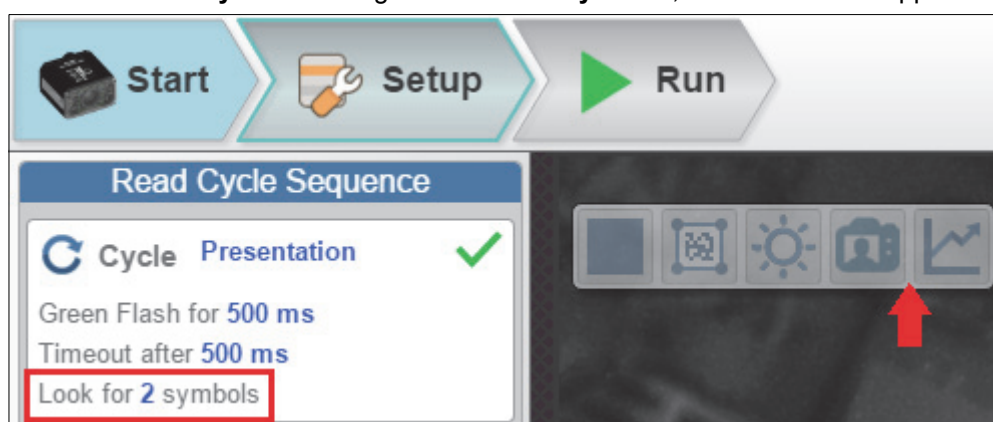 Start
Setup
Run
Read Cycle Sequence
Cycle Presentation
Green Flash for 500 ms
Timeout after 500 ms
Look for 2 symbols